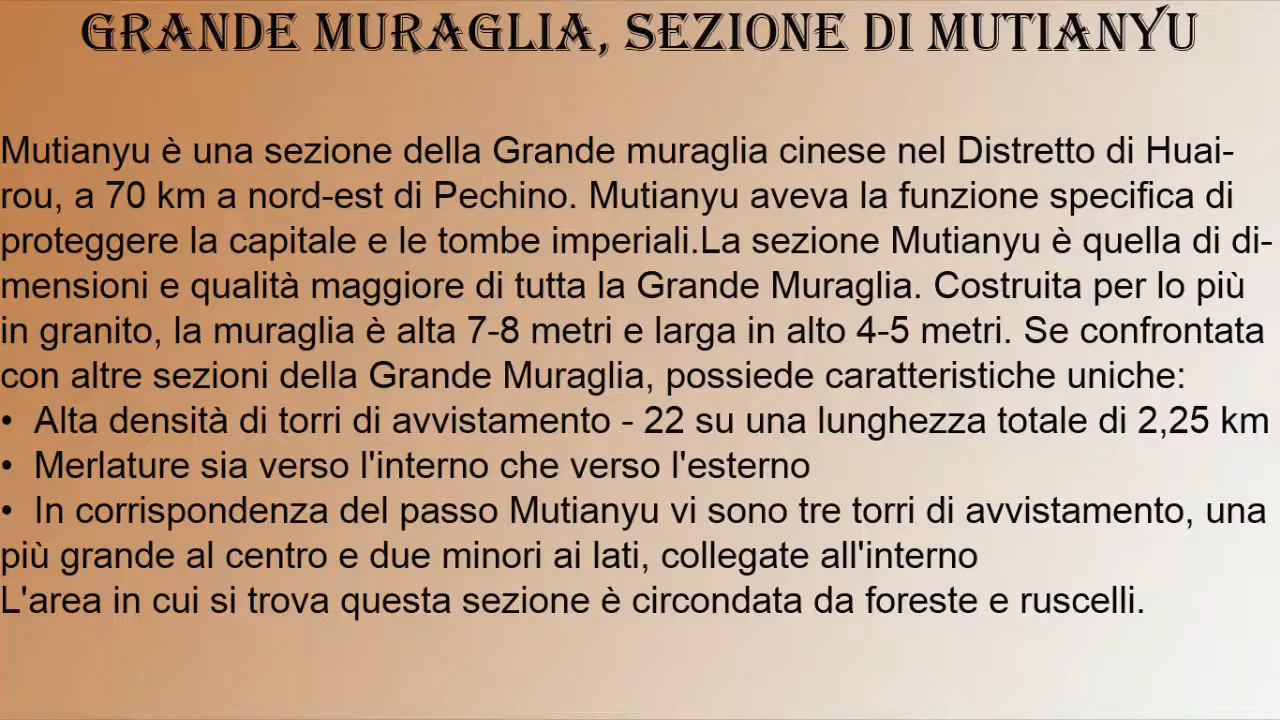 GRANDE MURAGLIA, SEZIONE DI MUTIANYU
Mutianyu è una sezione della Grande muraglia cinese nel Distretto di Huai-
rou, a 70 km a nord-est di Pechino. Mutianyu aveva la funzione specifica di
proteggere la capitale e le tombe imperiali.La sezione Mutianyu è quella di di-
mensioni e qualità maggiore di tutta la Grande Muraglia. Costruita per lo più
in granito, la muraglia è alta 7-8 metri e larga in alto 4-5 metri. Se confrontata
con altre sezioni della Grande Muraglia, possiede caratteristiche uniche:
• Alta densità di torri di avvistamento - 22 su una lunghezza totale di 2,25 km
• Merlature sia verso l'interno che verso l'esterno
• In corrispondenza del passo Mutianyu vi sono tre torri di avvistamento, una
più grande al centro e due minori ai lati, collegate all'interno
L'area in cui si trova questa sezione è circondata da foreste e ruscelli.